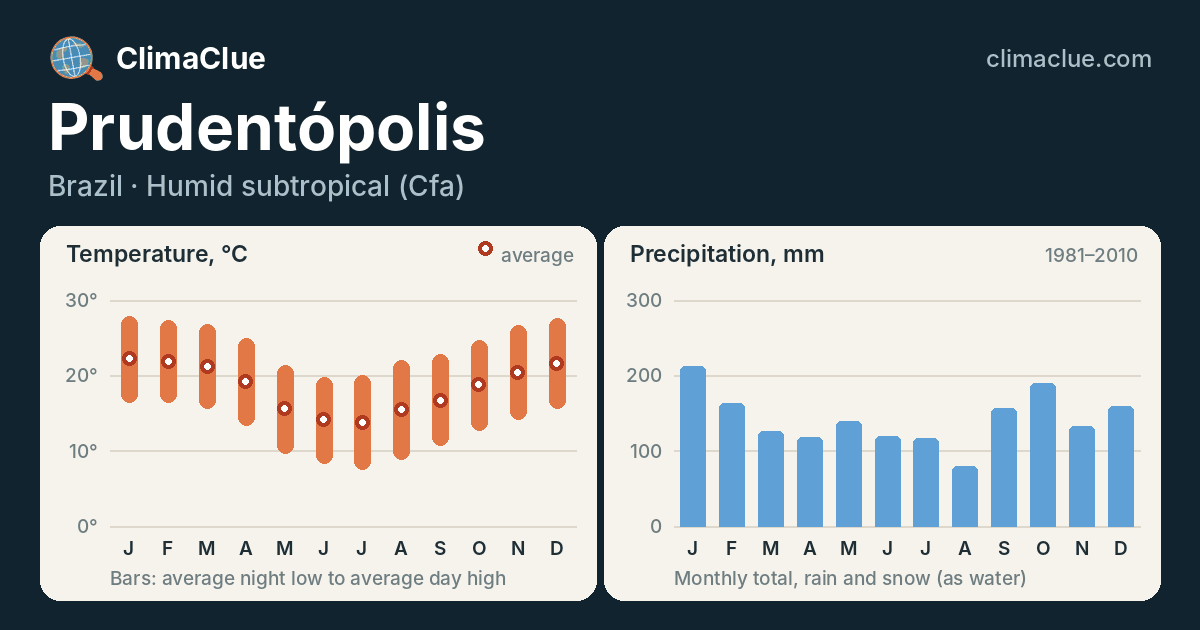 ClimaClue
climaclue.com
Prudentópolis
Brazil · Humid subtropical (Cfa)
Temperature, °C
average
30°
20°
10°
0°
J F M A M J J A S O N D
Bars: average night low to average day high
Precipitation, mm
1981–2010
300
200
100
0
J F M A M J J A S O N D
Monthly total, rain and snow (as water)